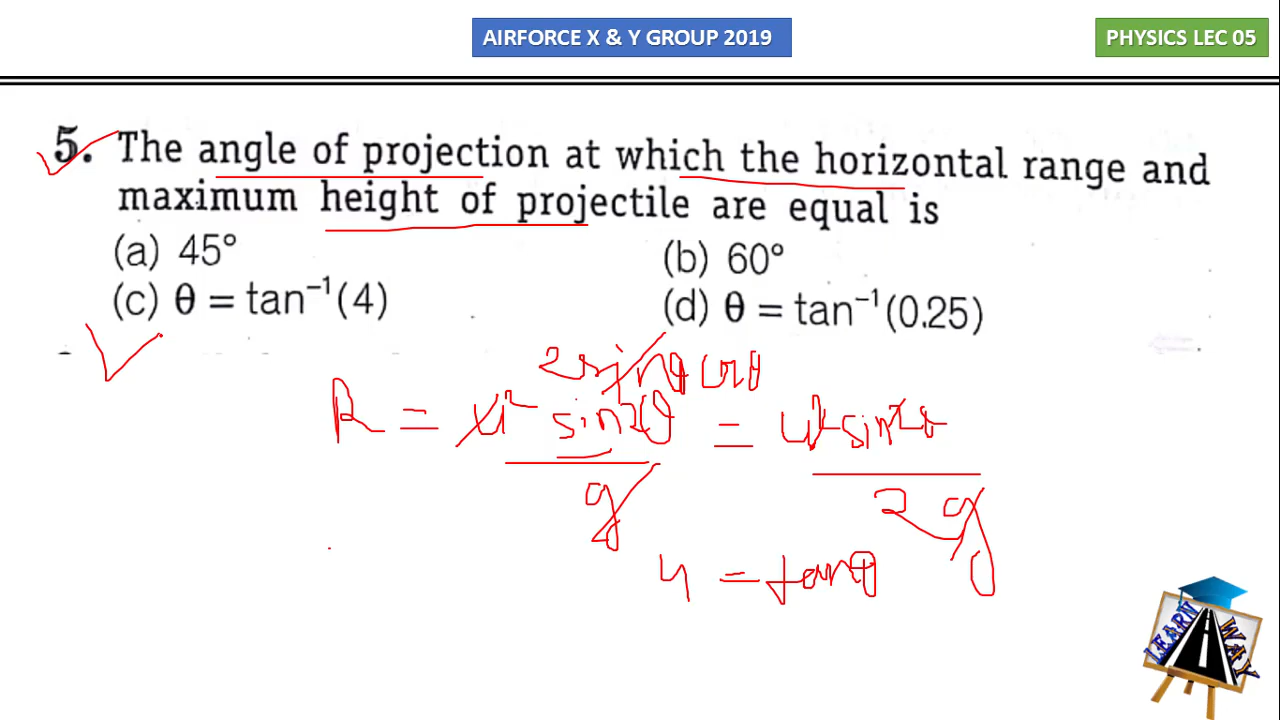 AIRFORCE X & Y GROUP 2019
PHYSICS LEC 05
5. The angle of projection at which the horizontal range and
maximum height of projectile are equal is
(a) 45° (b) 60°
(c) θ = tan⁻¹(4) (d) θ = tan⁻¹(0.25)
2sinθ cosθ
R = u² sin2θ / g = u² sin²θ / 2g
4 = tanθ
LEARN WAY